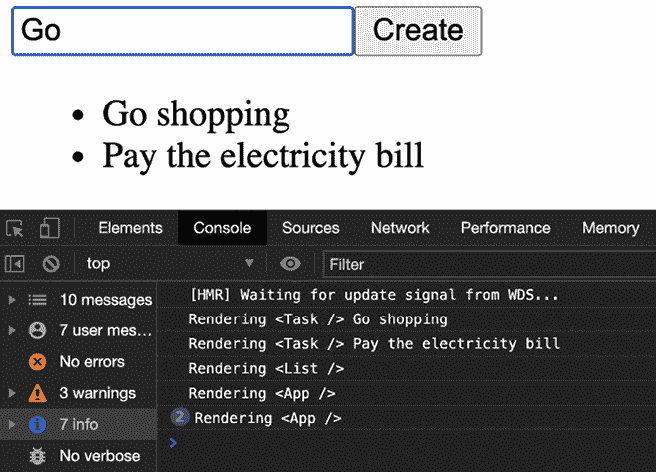 Go Create
• Go shopping
• Pay the electricity bill
Elements Console Sources Network Performance Memory
top Filter
10 messages
7 user mes...
No errors
3 warnings
7 info
No verbose
[HMR] Waiting for update signal from WDS...
Rendering <Task /> Go shopping
Rendering <Task /> Pay the electricity bill
Rendering <List />
Rendering <App />
2 Rendering <App />
>